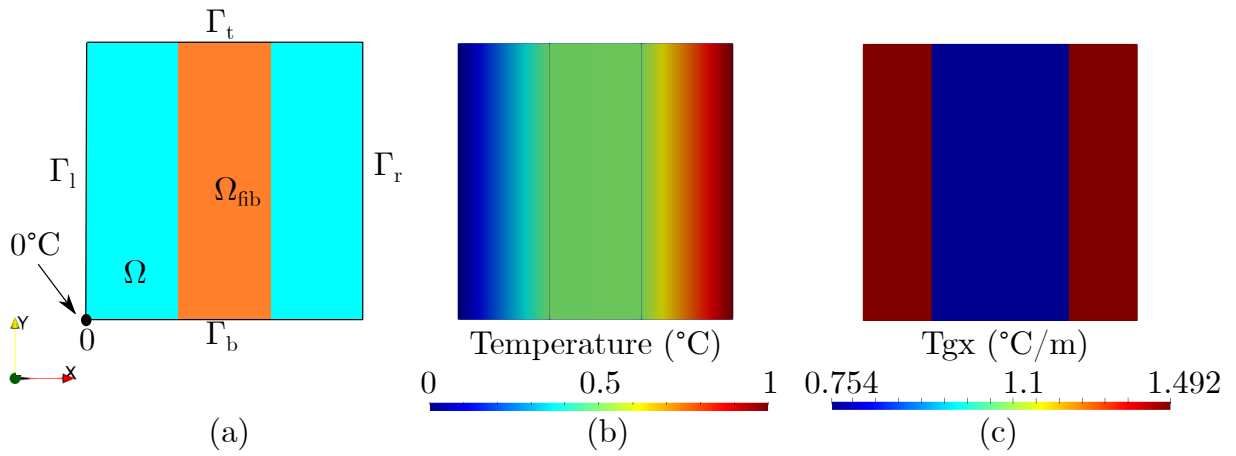 Γt
Γl
Γr
Ωfib
0°C
Ω
Y
X
0
Γb
(a)
Temperature (°C)
0 0.5 1
(b)
Tgx (°C/m)
0.754 1.1 1.492
(c)